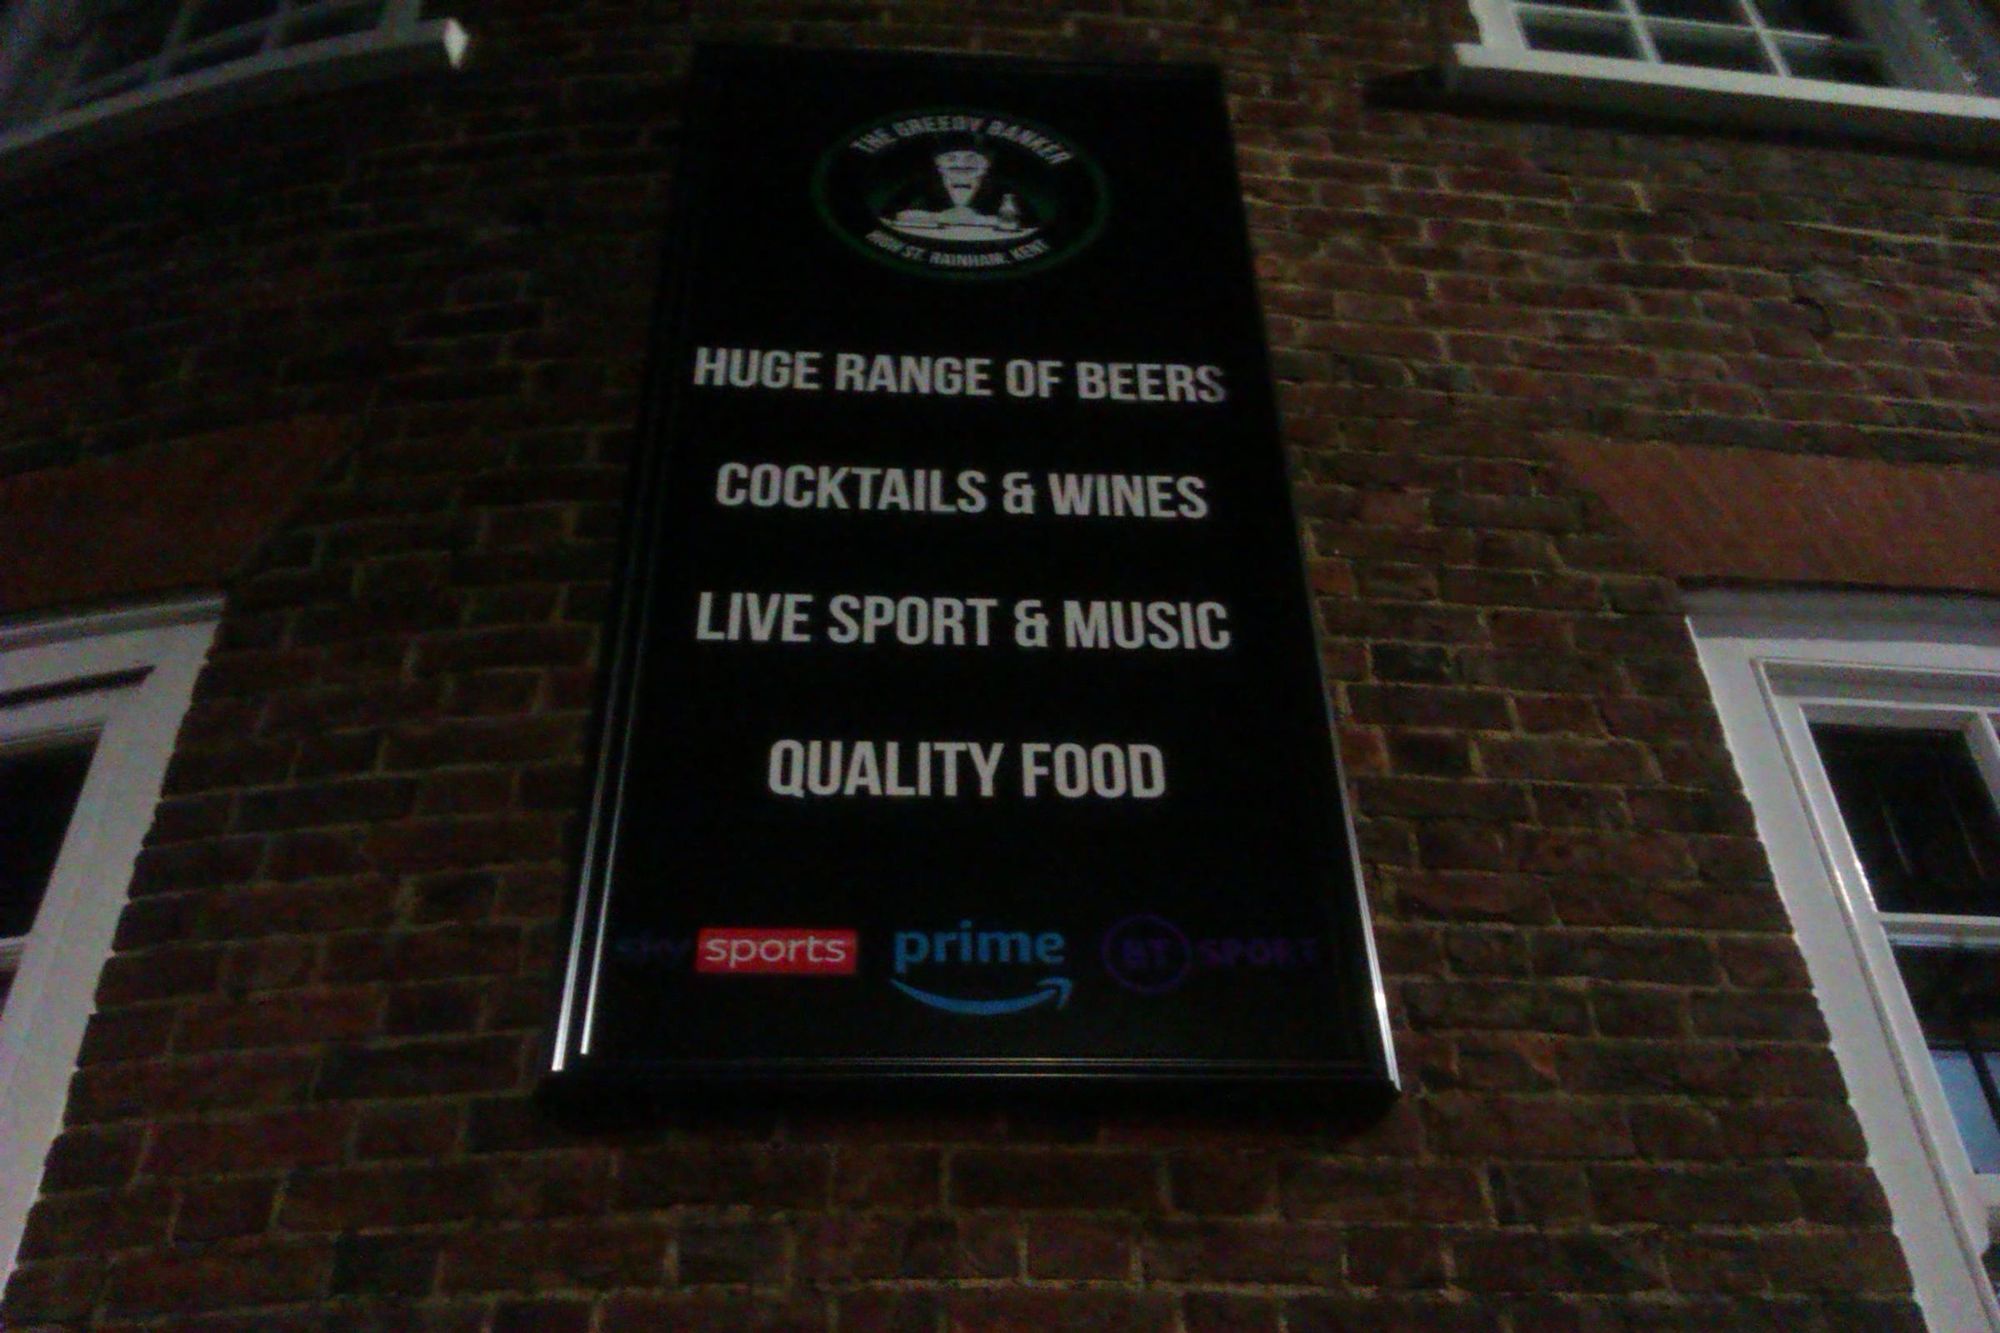 THE GREEDY BANKER
HIGH ST. RAINHAM, KENT
HUGE RANGE OF BEERS
COCKTAILS & WINES
LIVE SPORT & MUSIC
QUALITY FOOD
sky sports prime BT SPORT